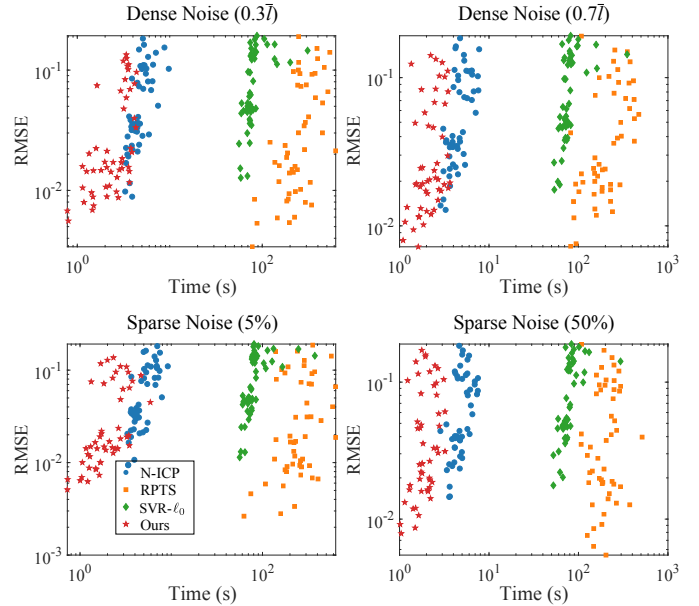 Dense Noise (0.3l̄)
10⁻¹
10⁻²
RMSE
10⁰
10²
Time (s)
Dense Noise (0.7l̄)
10⁻¹
10⁻²
RMSE
10⁰
10¹
10²
10³
Time (s)
Sparse Noise (5%)
10⁻¹
10⁻²
10⁻³
RMSE
N-ICP
RPTS
SVR-ℓ₀
Ours
10⁰
10²
Time (s)
Sparse Noise (50%)
10⁻¹
10⁻²
RMSE
10⁰
10¹
10²
10³
Time (s)